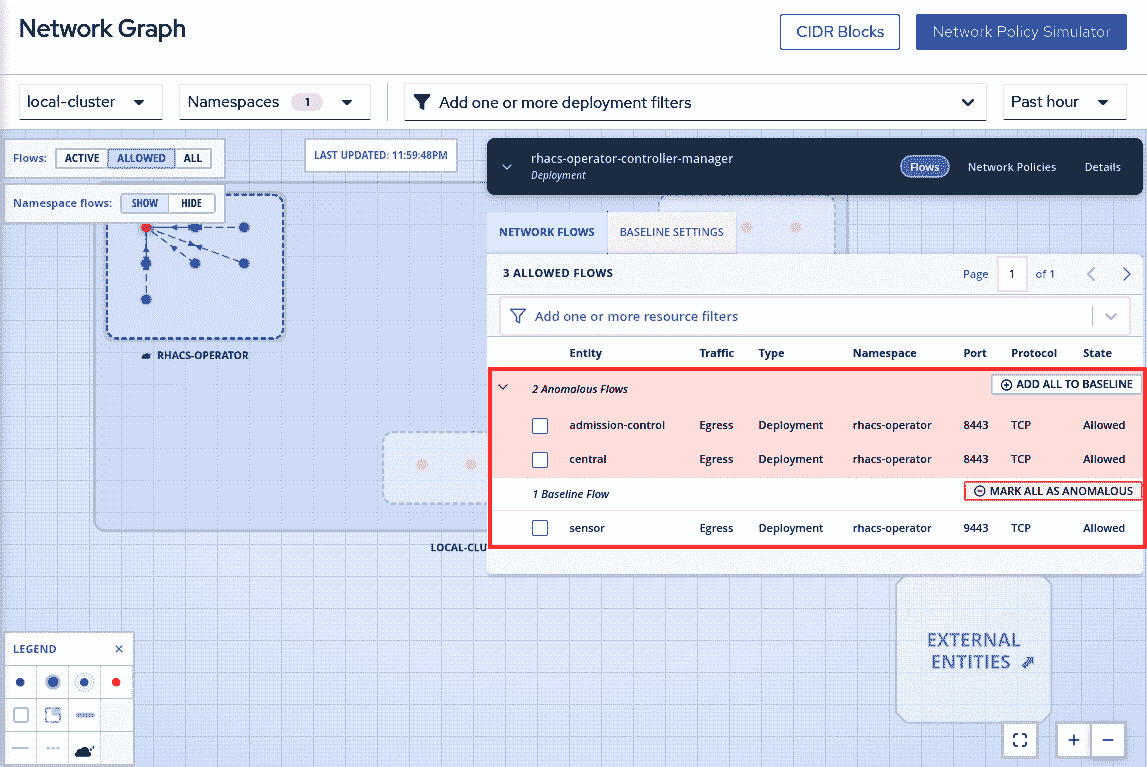 Network Graph
CIDR Blocks
Network Policy Simulator
local-cluster
Namespaces 1
Add one or more deployment filters
Past hour
Flows: ACTIVE ALLOWED ALL
LAST UPDATED: 11:59:48PM
Namespace flows: SHOW HIDE
RHACS-OPERATOR
rhacs-operator-controller-manager
Deployment
Flows
Network Policies
Details
NETWORK FLOWS
BASELINE SETTINGS
3 ALLOWED FLOWS
Page 1 of 1
Add one or more resource filters
Entity Traffic Type Namespace Port Protocol State
2 Anomalous Flows
ADD ALL TO BASELINE
admission-control Egress Deployment rhacs-operator 8443 TCP Allowed
central Egress Deployment rhacs-operator 8443 TCP Allowed
1 Baseline Flow
MARK ALL AS ANOMALOUS
sensor Egress Deployment rhacs-operator 9443 TCP Allowed
LOCAL-CLU
EXTERNAL
ENTITIES
LEGEND